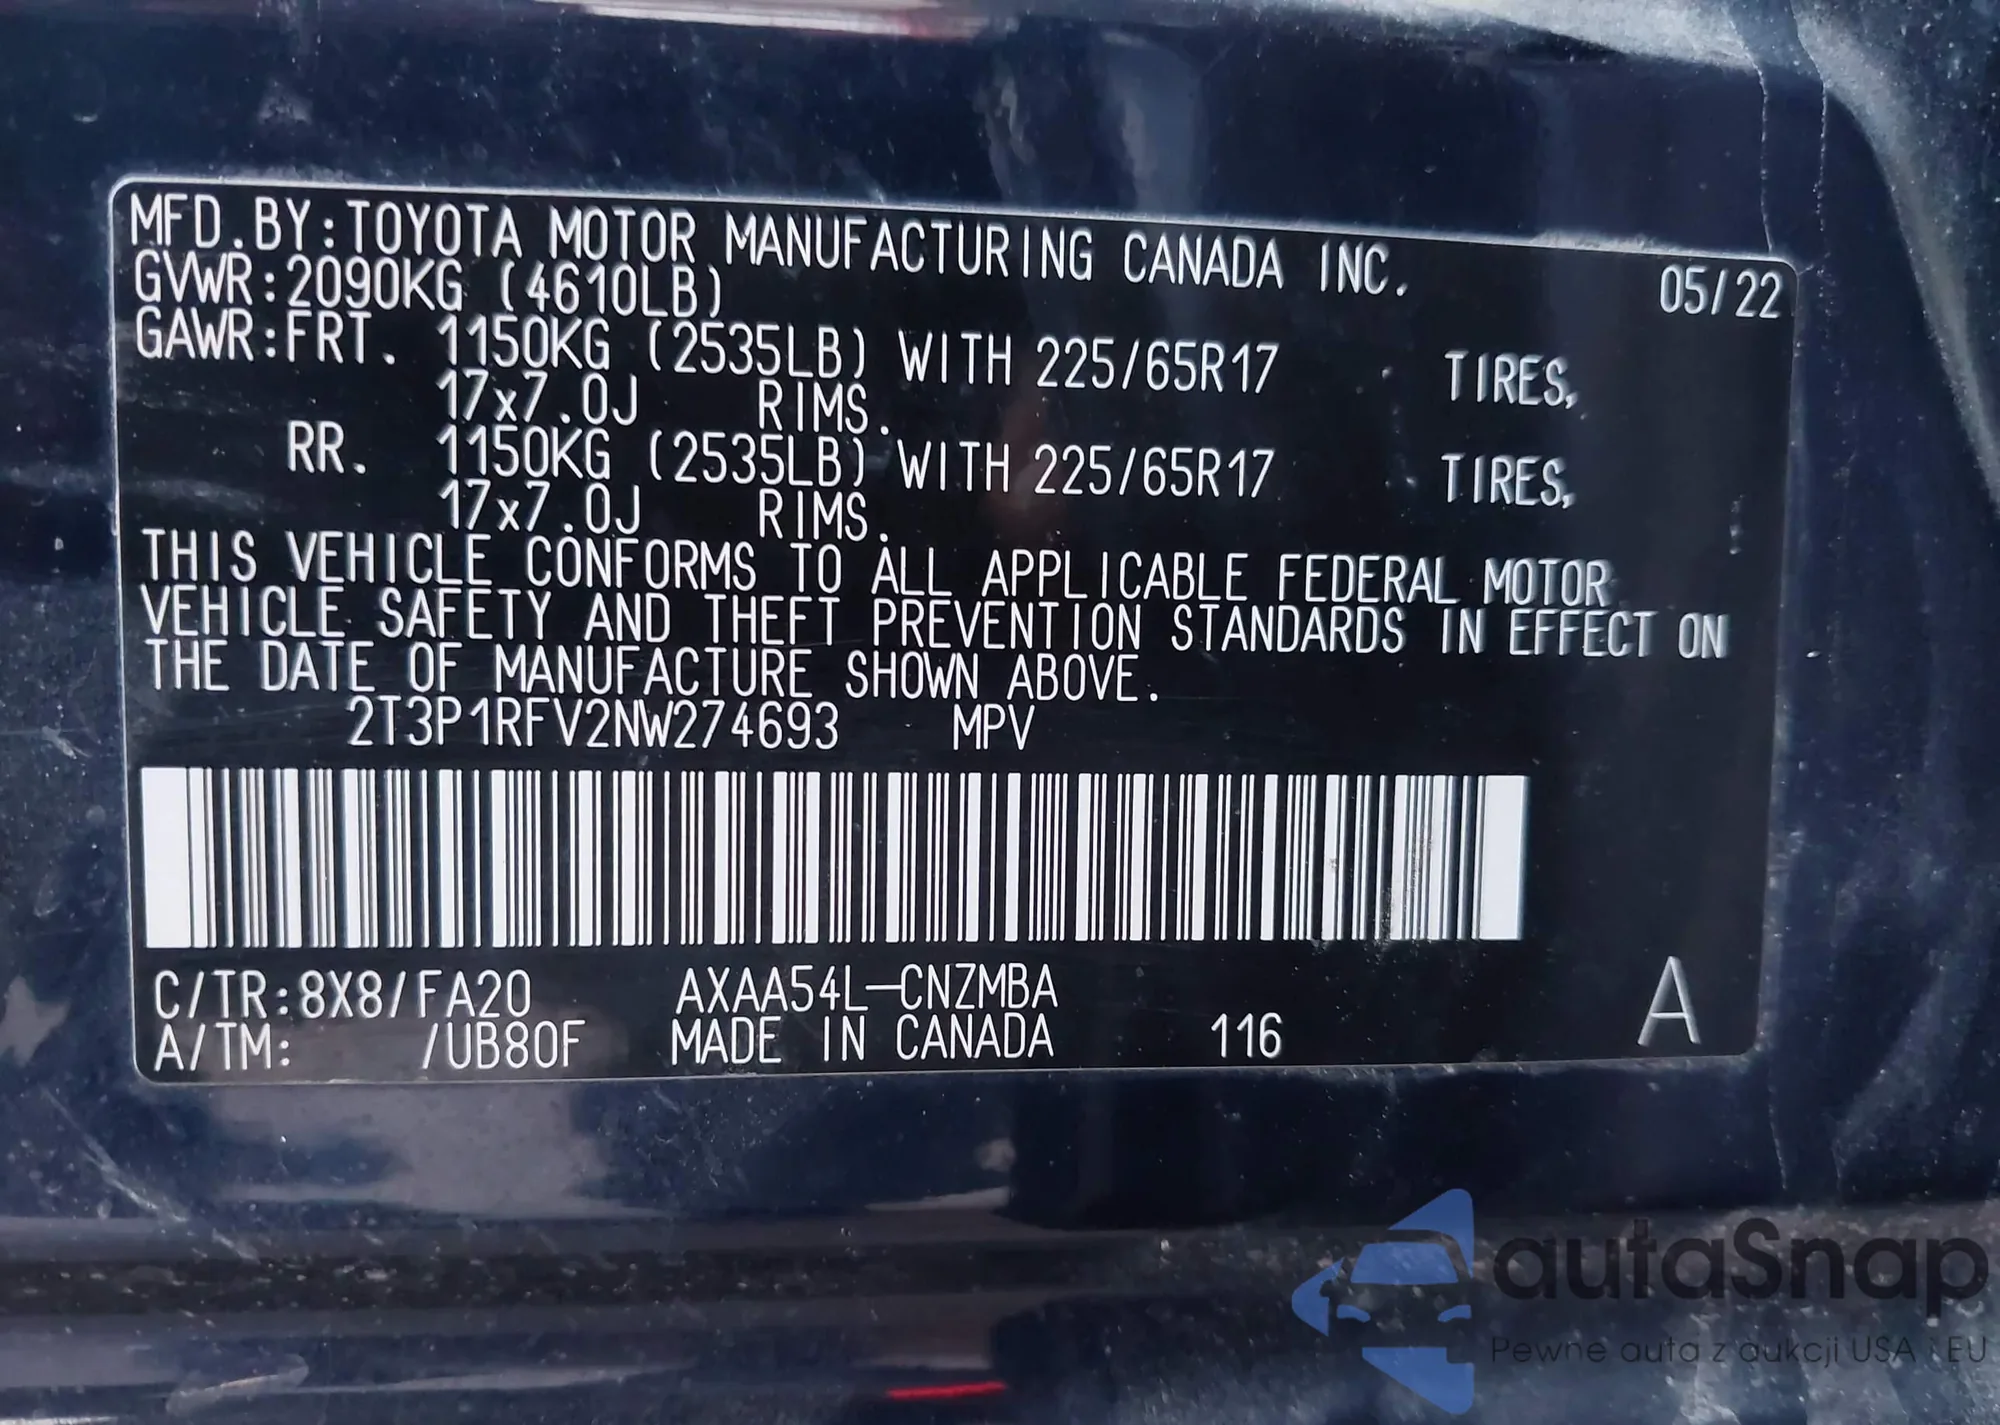 MFD.BY:TOYOTA MOTOR MANUFACTURING CANADA INC. 05/22
GVWR:2090KG (4610LB)
GAWR:FRT. 1150KG (2535LB) WITH 225/65R17 TIRES,
17x7.0J RIMS.
RR. 1150KG (2535LB) WITH 225/65R17 TIRES,
17x7.0J RIMS.
THIS VEHICLE CONFORMS TO ALL APPLICABLE FEDERAL MOTOR
VEHICLE SAFETY AND THEFT PREVENTION STANDARDS IN EFFECT ON
THE DATE OF MANUFACTURE SHOWN ABOVE.
2T3P1RFV2NW274693 MPV
C/TR:8X8/FA20 AXAA54L-CNZMBA A
A/TM: /UB80F MADE IN CANADA 116
autaSnap
Pewne auta z aukcji USA i EU